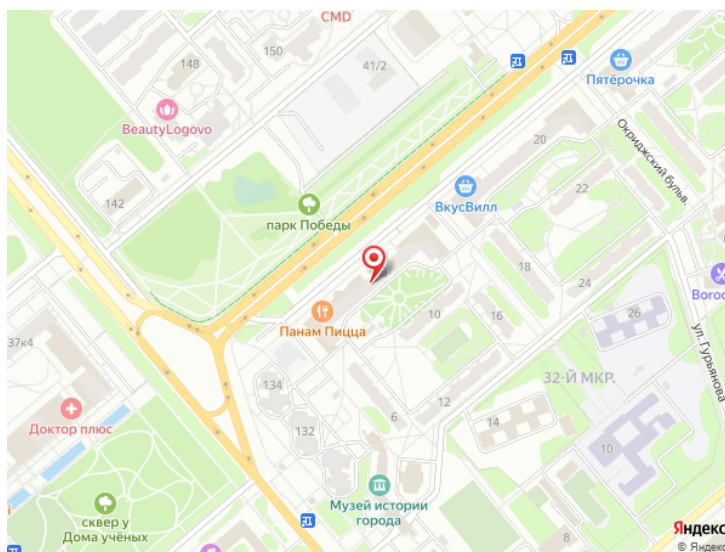 CMD
150
148
41/2
Пятёрочка
BeautyLogovo
20
Окриджский бульв.
142
22
ВкусВилл
парк Победы
18
24
Boro
Панам Пицца
10
16
26
ул. Гурьянова
37к4
134
32-Й МКР.
Доктор плюс
6
12
14
132
10
Музей истории
города
сквер у
Дома учёных
8
Яндекс
© Яндекс